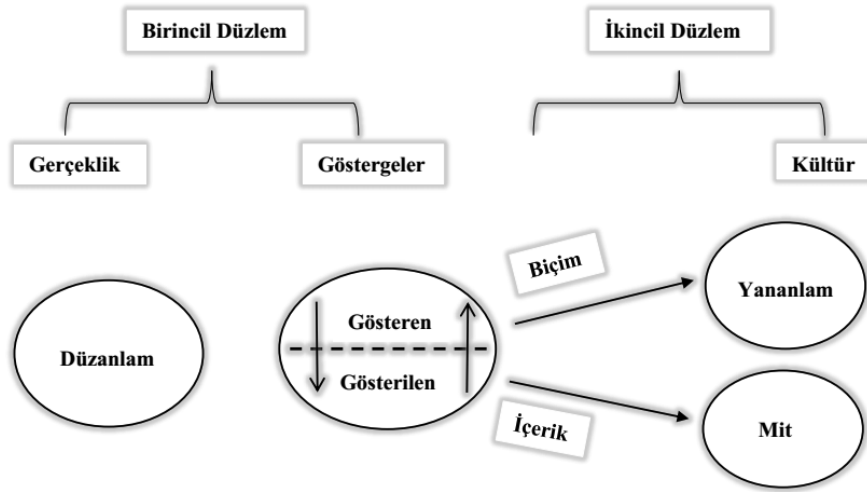 Birincil Düzlem
İkincil Düzlem
Gerçeklik
Göstergeler
Kültür
Biçim
Yananlam
Düzanlam
Gösteren
Gösterilen
İçerik
Mit